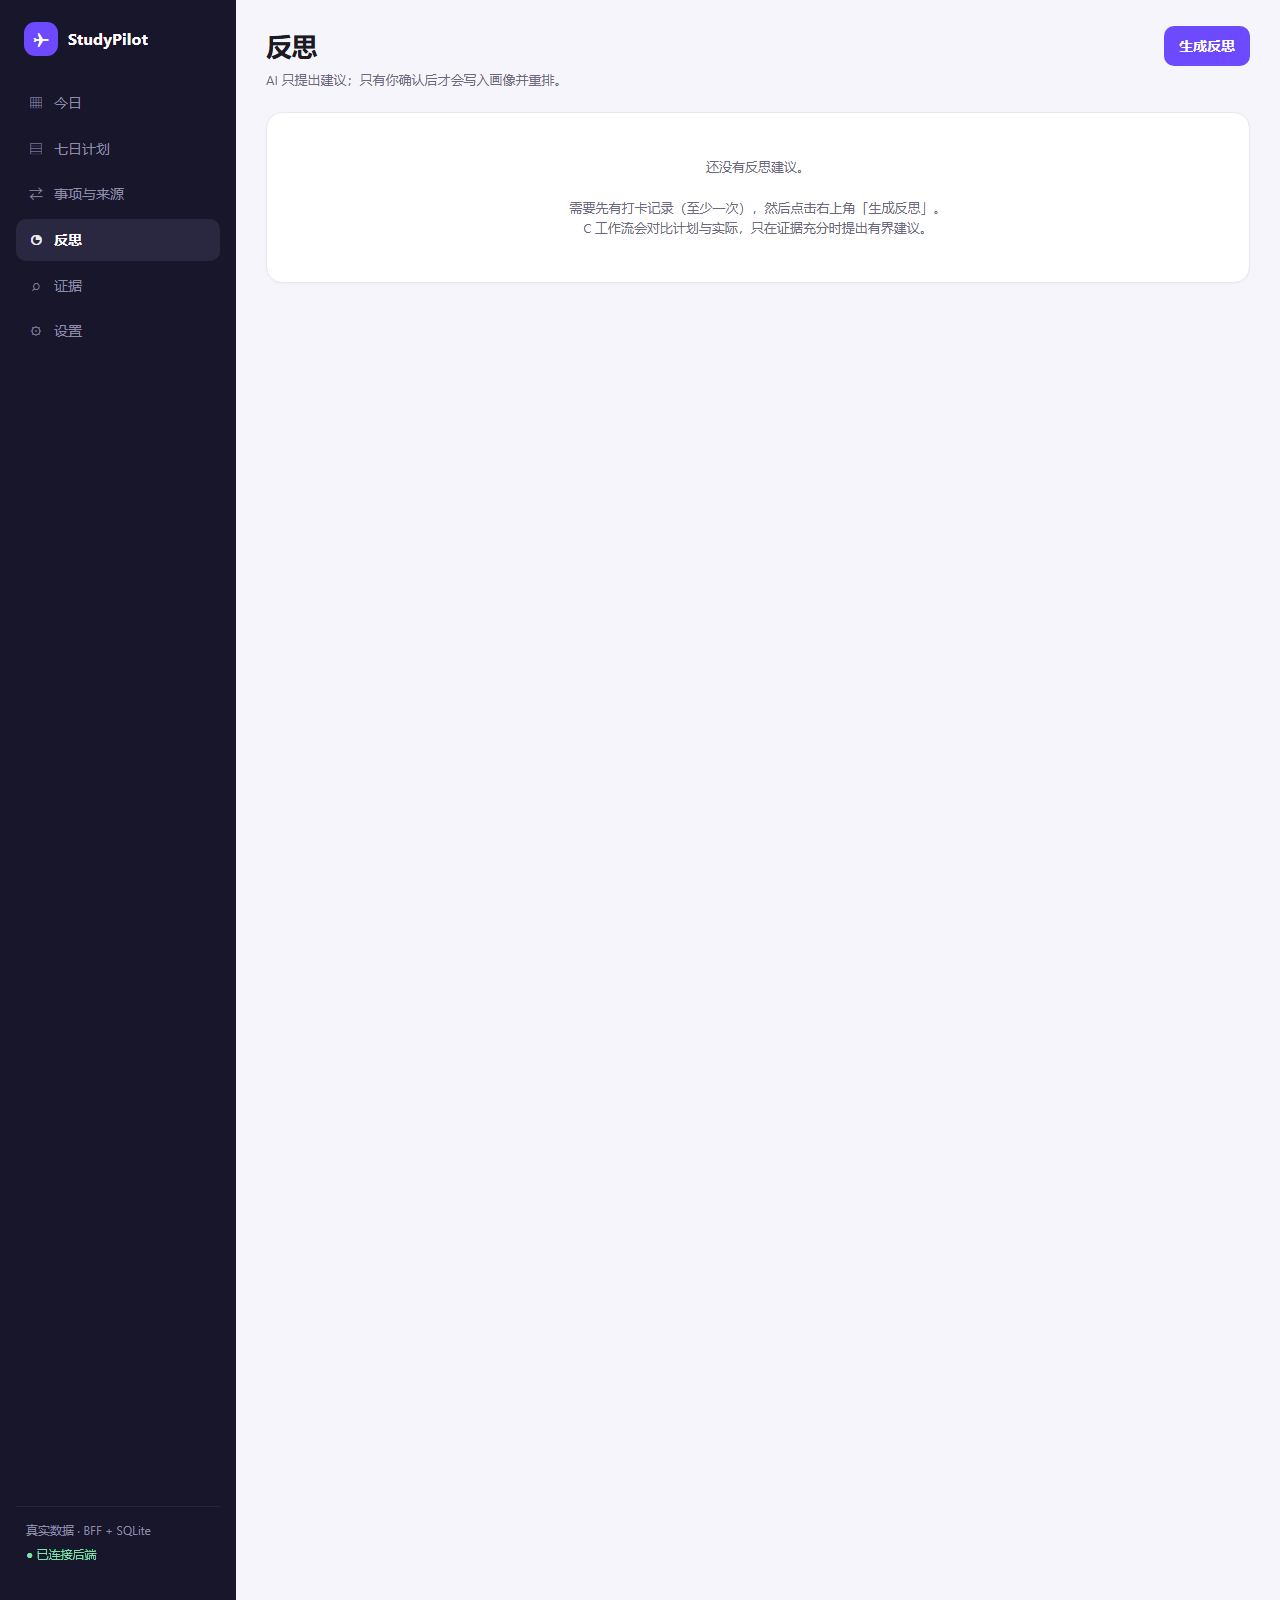 StudyPilot
今日
七日计划
事项与来源
反思
证据
设置
真实数据 · BFF + SQLite
● 已连接后端
反思
AI 只提出建议；只有你确认后才会写入画像并重排。
生成反思
还没有反思建议。
需要先有打卡记录（至少一次），然后点击右上角「生成反思」。
C 工作流会对比计划与实际，只在证据充分时提出有界建议。